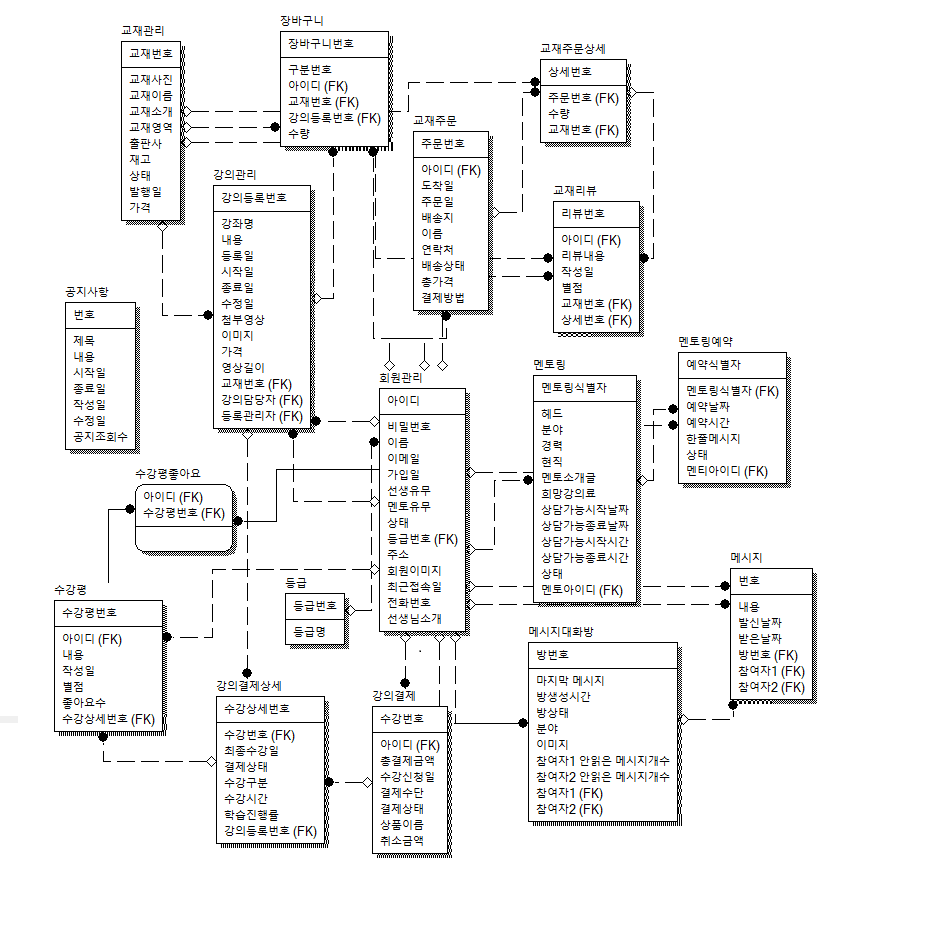 장바구니
장바구니번호
구분번호
아이디 (FK)
교재번호 (FK)
강의등록번호 (FK)
수량
교재관리
교재번호
교재사진
교재이름
교재소개
교재영역
출판사
재고
상태
발행일
가격
교재주문상세
상세번호
주문번호 (FK)
수량
교재번호 (FK)
교재주문
주문번호
아이디 (FK)
도착일
주문일
배송지
이름
연락처
배송상태
총가격
결제방법
강의관리
강의등록번호
강좌명
내용
등록일
시작일
종료일
수정일
첨부영상
이미지
가격
영상길이
교재번호 (FK)
강의담당자 (FK)
등록관리자 (FK)
교재리뷰
리뷰번호
아이디 (FK)
리뷰내용
작성일
별점
교재번호 (FK)
상세번호 (FK)
공지사항
번호
제목
내용
시작일
종료일
작성일
수정일
공지조회수
회원관리
아이디
비밀번호
이름
이메일
가입일
선생유무
멘토유무
상태
등급번호 (FK)
주소
회원이미지
최근접속일
전화번호
선생님소개
멘토링
멘토링식별자
헤드
분야
경력
현직
멘토소개글
희망강의료
상담가능시작날짜
상담가능종료날짜
상담가능시작시간
상담가능종료시간
상태
멘토아이디 (FK)
멘토링예약
예약식별자
멘토링식별자 (FK)
예약날짜
예약시간
한풀메시지
상태
멘티아이디 (FK)
수강평좋아요
아이디 (FK)
수강평번호 (FK)
메시지
번호
내용
발신날짜
받은날짜
방번호 (FK)
참여자1 (FK)
참여자2 (FK)
등급
등급번호
등급명
수강평
수강평번호
아이디 (FK)
내용
작성일
별점
좋아요수
수강상세번호 (FK)
메시지대화방
방번호
마지막 메시지
방생성시간
방상태
분야
이미지
참여자1 안읽은 메시지개수
참여자2 안읽은 메시지개수
참여자1 (FK)
참여자2 (FK)
강의결제상세
수강상세번호
수강번호 (FK)
최종수강일
결제상태
수강구분
수강시간
학습진행률
강의등록번호 (FK)
강의결제
수강번호
아이디 (FK)
총결제금액
수강신청일
결제수단
결제상태
상품이름
취소금액